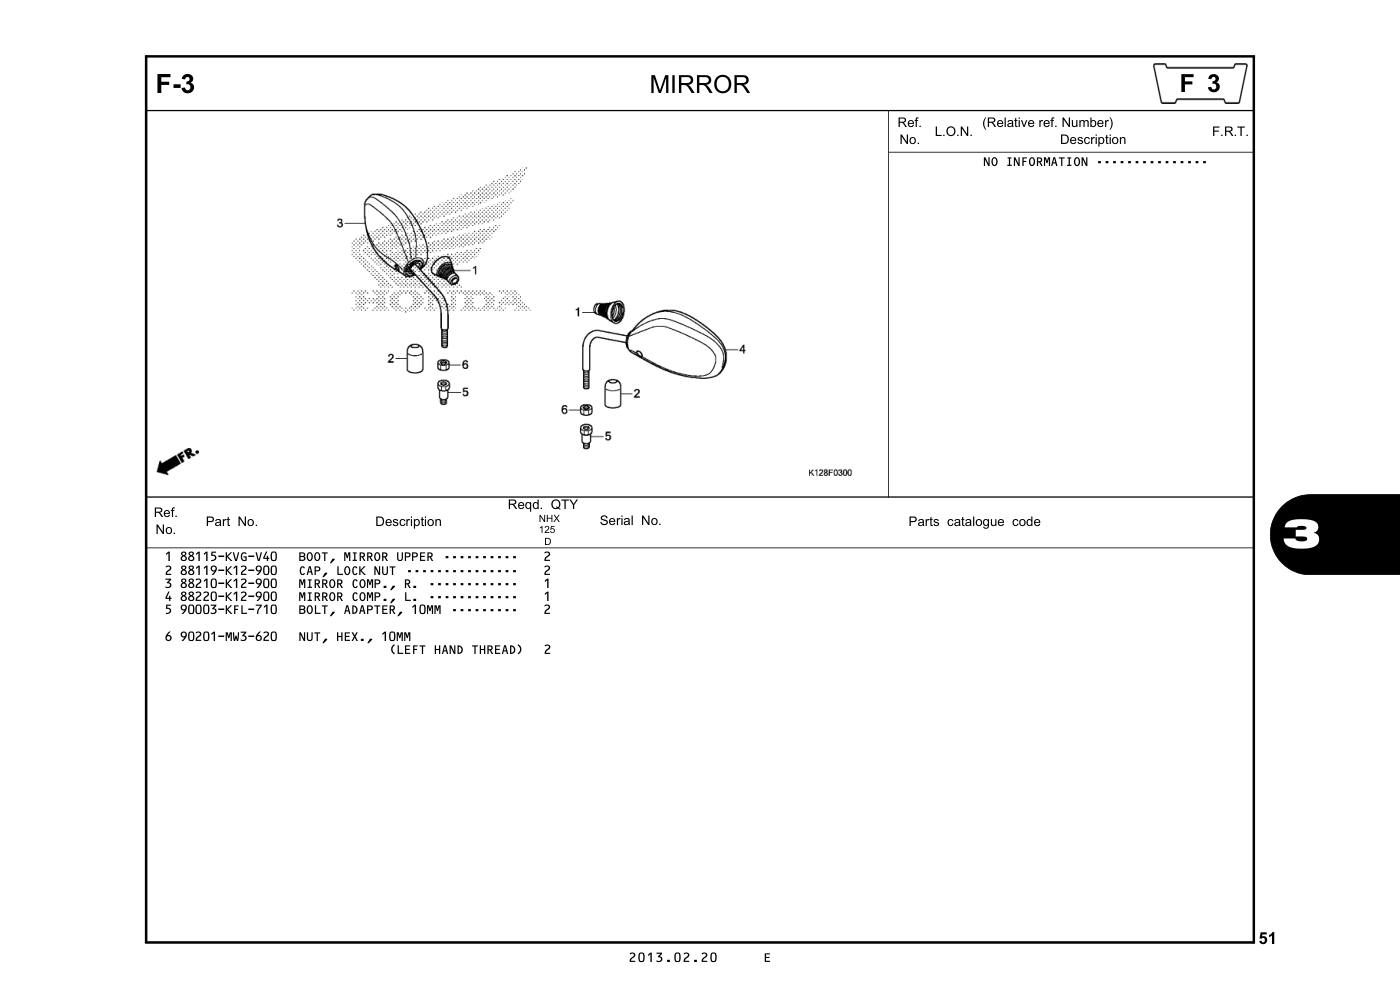 F-3 MIRROR F 3
Ref. No. L.O.N. (Relative ref. Number) Description F.R.T.
NO INFORMATION ---------------
HONDA
3
1
2
6
5
1
4
2
6
5
FR.
K128F0300
Ref. No. Part No. Description Reqd. QTY NHX 125 D Serial No. Parts catalogue code
1 88115-KVG-V40 BOOT, MIRROR UPPER ---------- 2
2 88119-K12-900 CAP, LOCK NUT --------------- 2
3 88210-K12-900 MIRROR COMP., R. ------------ 1
4 88220-K12-900 MIRROR COMP., L. ------------ 1
5 90003-KFL-710 BOLT, ADAPTER, 10MM --------- 2
6 90201-MW3-620 NUT, HEX., 10MM
(LEFT HAND THREAD) 2
3
51
2013.02.20 E